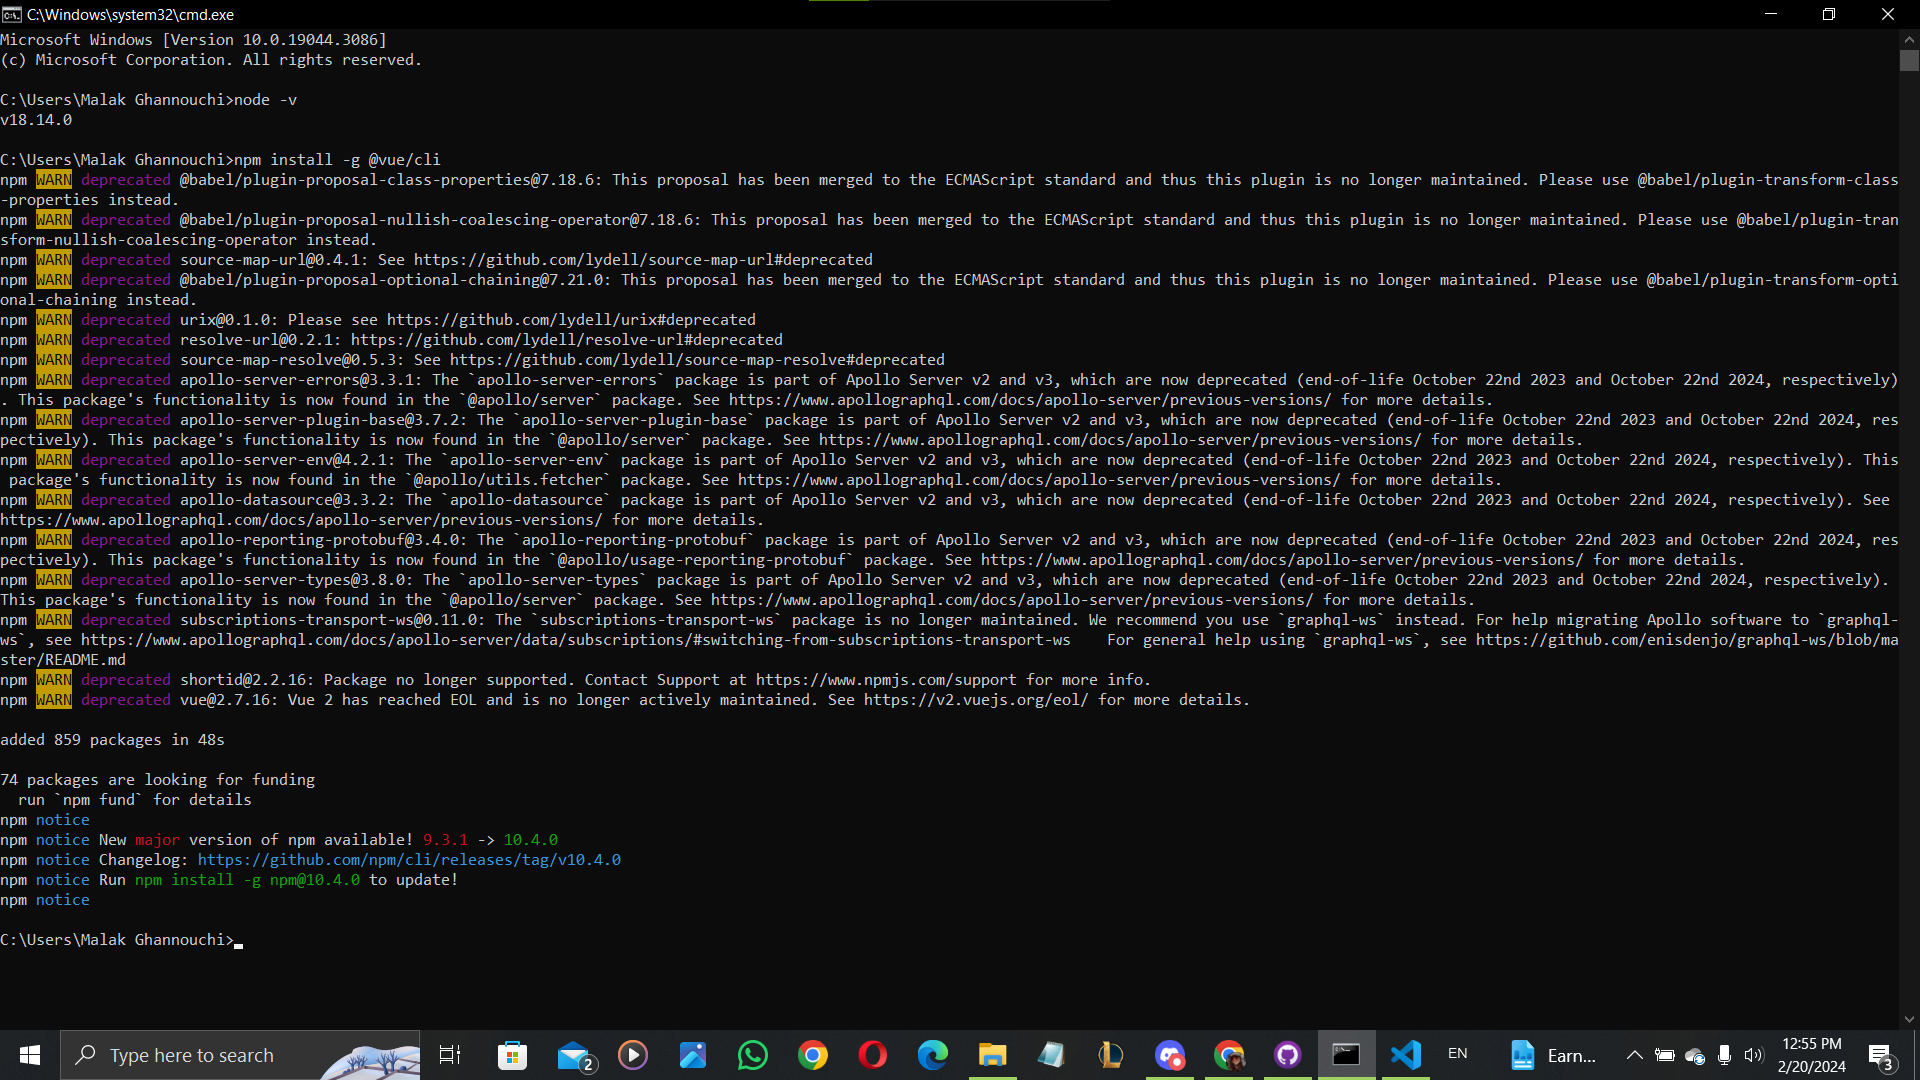 C:\Windows\system32\cmd.exe
Microsoft Windows [Version 10.0.19044.3086]
(c) Microsoft Corporation. All rights reserved.
C:\Users\Malak Ghannouchi>node -v
v18.14.0
C:\Users\Malak Ghannouchi>npm install -g @vue/cli
npm WARN deprecated @babel/plugin-proposal-class-properties@7.18.6: This proposal has been merged to the ECMAScript standard and thus this plugin is no longer maintained. Please use @babel/plugin-transform-class
-properties instead.
npm WARN deprecated @babel/plugin-proposal-nullish-coalescing-operator@7.18.6: This proposal has been merged to the ECMAScript standard and thus this plugin is no longer maintained. Please use @babel/plugin-tran
sform-nullish-coalescing-operator instead.
npm WARN deprecated source-map-url@0.4.1: See https://github.com/lydell/source-map-url#deprecated
npm WARN deprecated @babel/plugin-proposal-optional-chaining@7.21.0: This proposal has been merged to the ECMAScript standard and thus this plugin is no longer maintained. Please use @babel/plugin-transform-opti
onal-chaining instead.
npm WARN deprecated urix@0.1.0: Please see https://github.com/lydell/urix#deprecated
npm WARN deprecated resolve-url@0.2.1: https://github.com/lydell/resolve-url#deprecated
npm WARN deprecated source-map-resolve@0.5.3: See https://github.com/lydell/source-map-resolve#deprecated
npm WARN deprecated apollo-server-errors@3.3.1: The `apollo-server-errors` package is part of Apollo Server v2 and v3, which are now deprecated (end-of-life October 22nd 2023 and October 22nd 2024, respectively)
. This package's functionality is now found in the `@apollo/server` package. See https://www.apollographql.com/docs/apollo-server/previous-versions/ for more details.
npm WARN deprecated apollo-server-plugin-base@3.7.2: The `apollo-server-plugin-base` package is part of Apollo Server v2 and v3, which are now deprecated (end-of-life October 22nd 2023 and October 22nd 2024, res
pectively). This package's functionality is now found in the `@apollo/server` package. See https://www.apollographql.com/docs/apollo-server/previous-versions/ for more details.
npm WARN deprecated apollo-server-env@4.2.1: The `apollo-server-env` package is part of Apollo Server v2 and v3, which are now deprecated (end-of-life October 22nd 2023 and October 22nd 2024, respectively). This
package's functionality is now found in the `@apollo/utils.fetcher` package. See https://www.apollographql.com/docs/apollo-server/previous-versions/ for more details.
npm WARN deprecated apollo-datasource@3.3.2: The `apollo-datasource` package is part of Apollo Server v2 and v3, which are now deprecated (end-of-life October 22nd 2023 and October 22nd 2024, respectively). See
https://www.apollographql.com/docs/apollo-server/previous-versions/ for more details.
npm WARN deprecated apollo-reporting-protobuf@3.4.0: The `apollo-reporting-protobuf` package is part of Apollo Server v2 and v3, which are now deprecated (end-of-life October 22nd 2023 and October 22nd 2024, res
pectively). This package's functionality is now found in the `@apollo/usage-reporting-protobuf` package. See https://www.apollographql.com/docs/apollo-server/previous-versions/ for more details.
npm WARN deprecated apollo-server-types@3.8.0: The `apollo-server-types` package is part of Apollo Server v2 and v3, which are now deprecated (end-of-life October 22nd 2023 and October 22nd 2024, respectively).
This package's functionality is now found in the `@apollo/server` package. See https://www.apollographql.com/docs/apollo-server/previous-versions/ for more details.
npm WARN deprecated subscriptions-transport-ws@0.11.0: The `subscriptions-transport-ws` package is no longer maintained. We recommend you use `graphql-ws` instead. For help migrating Apollo software to `graphql-
ws`, see https://www.apollographql.com/docs/apollo-server/data/subscriptions/#switching-from-subscriptions-transport-ws    For general help using `graphql-ws`, see https://github.com/enisdenjo/graphql-ws/blob/ma
ster/README.md
npm WARN deprecated shortid@2.2.16: Package no longer supported. Contact Support at https://www.npmjs.com/support for more info.
npm WARN deprecated vue@2.7.16: Vue 2 has reached EOL and is no longer actively maintained. See https://v2.vuejs.org/eol/ for more details.
added 859 packages in 48s
74 packages are looking for funding
run `npm fund` for details
npm notice
npm notice New major version of npm available! 9.3.1 -> 10.4.0
npm notice Changelog: https://github.com/npm/cli/releases/tag/v10.4.0
npm notice Run npm install -g npm@10.4.0 to update!
npm notice
C:\Users\Malak Ghannouchi>
Type here to search
2
EN
Earn...
12:55 PM
2/20/2024
3